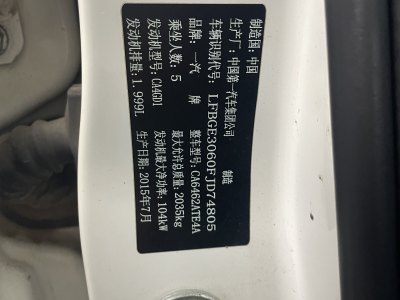 制造国：中国
生产厂：中国第一汽车集团公司 制造
车辆识别代号：LFBGE3060FJD74805
品牌：一汽 牌 整车型号：CA6462ATE4A
乘坐人数：5 最大允许总质量：2035kg
发动机型号：CA4GD1 发动机最大净功率：104kW
发动机排量：1.999L 生产日期：2015年7月